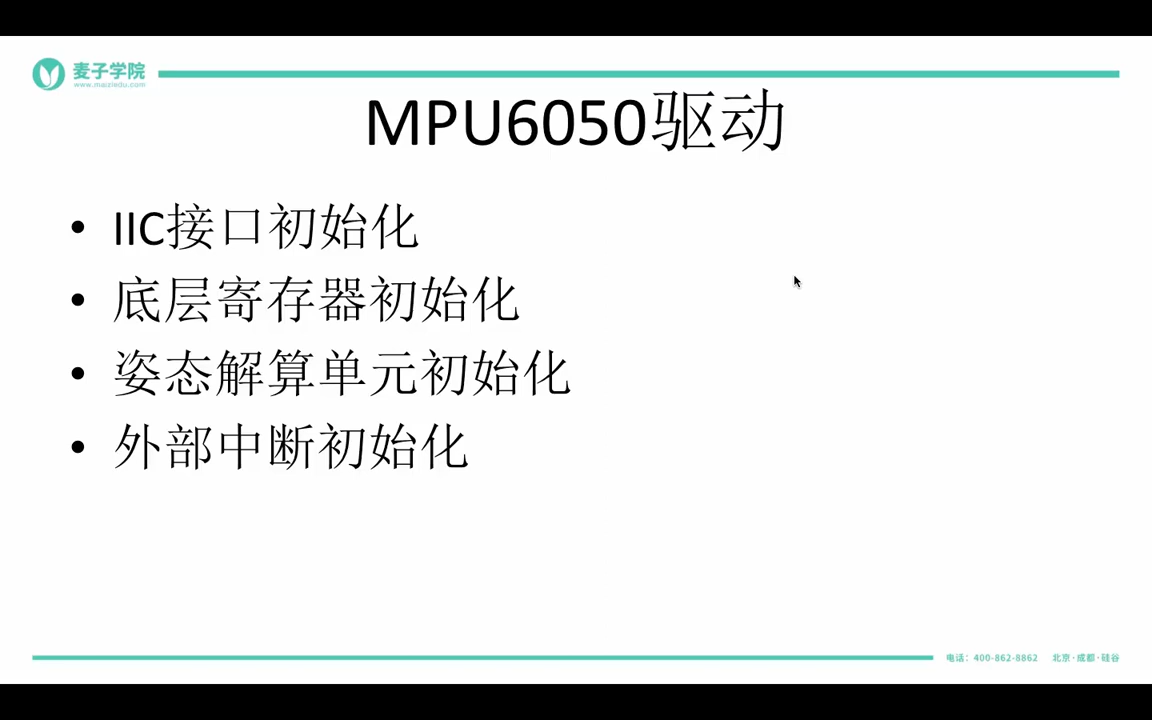 麦子学院
www.maiziedu.com
MPU6050驱动
• IIC接口初始化
• 底层寄存器初始化
• 姿态解算单元初始化
• 外部中断初始化
电话：400-862-8862 北京·成都·硅谷